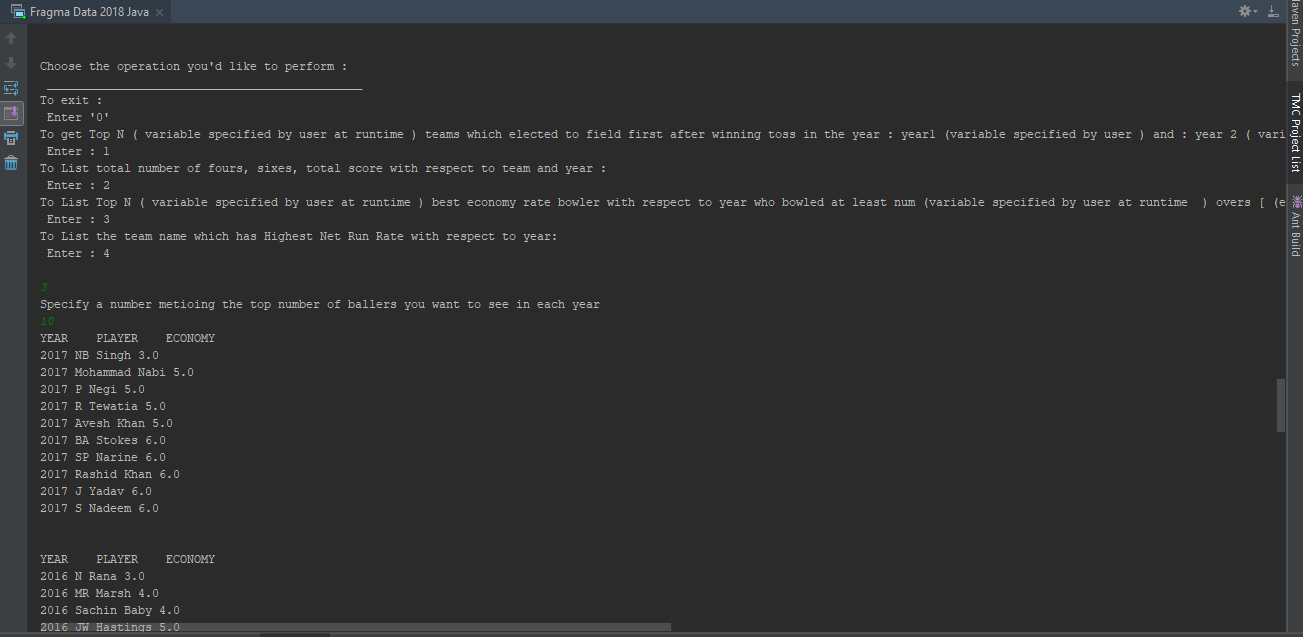 Fragma Data 2018 Java
Choose the operation you'd like to perform :
To exit :
Enter '0'
To get Top N ( variable specified by user at runtime ) teams which elected to field first after winning toss in the year : year1 (variable specified by user ) and : year 2 ( vari
Enter : 1
To List total number of fours, sixes, total score with respect to team and year :
Enter : 2
To List Top N ( variable specified by user at runtime ) best economy rate bowler with respect to year who bowled at least num (variable specified by user at runtime  ) overs [ (e
Enter : 3
To List the team name which has Highest Net Run Rate with respect to year:
Enter : 4
3
Specify a number metioing the top number of ballers you want to see in each year
10
YEAR    PLAYER    ECONOMY
2017 NB Singh 3.0
2017 Mohammad Nabi 5.0
2017 P Negi 5.0
2017 R Tewatia 5.0
2017 Avesh Khan 5.0
2017 BA Stokes 6.0
2017 SP Narine 6.0
2017 Rashid Khan 6.0
2017 J Yadav 6.0
2017 S Nadeem 6.0
YEAR    PLAYER    ECONOMY
2016 N Rana 3.0
2016 MR Marsh 4.0
2016 Sachin Baby 4.0
2016 JW Hastings 5.0
Maven Projects
TMC Project List
Ant Build